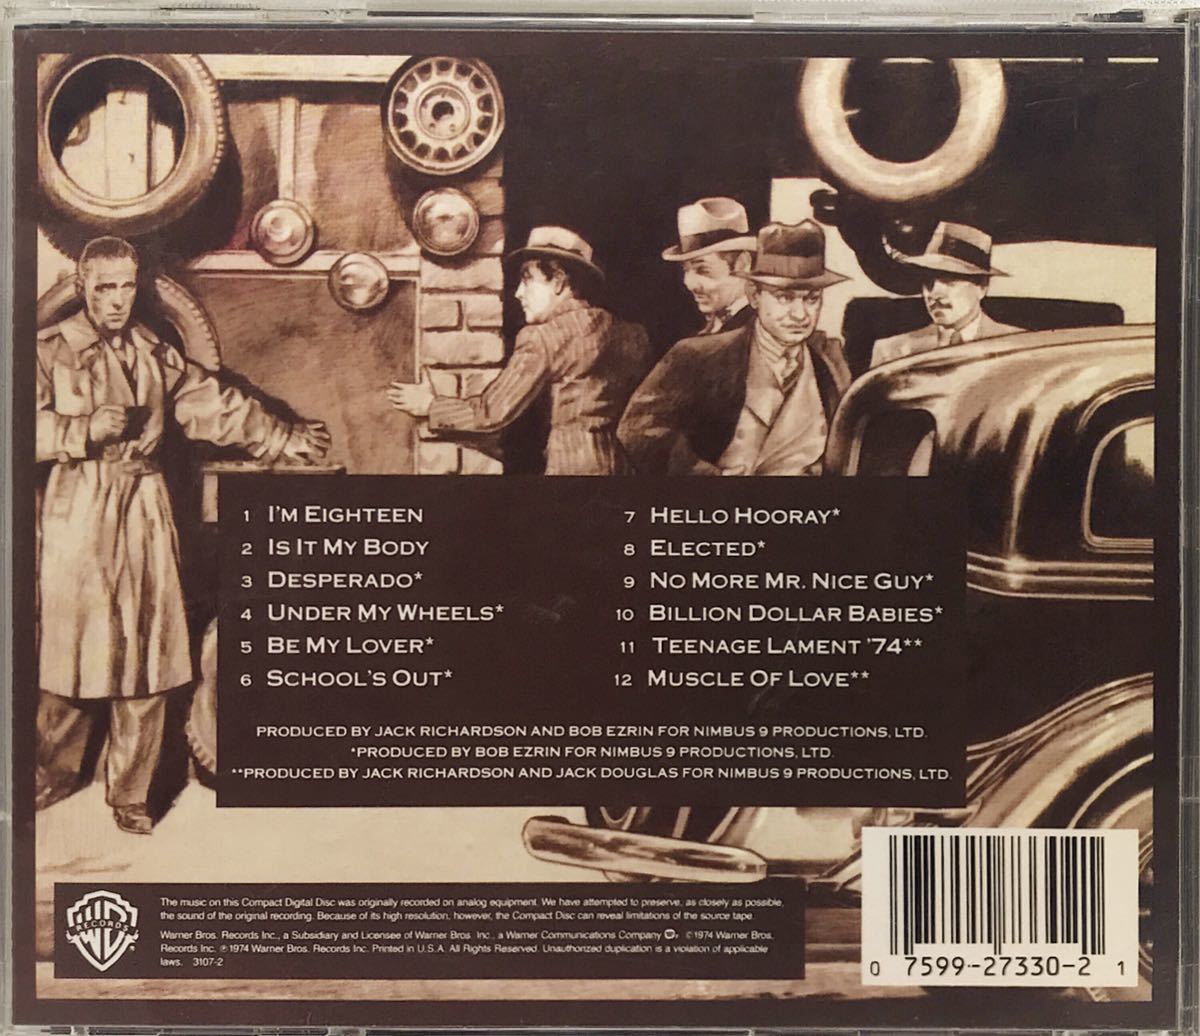 1 I'M EIGHTEEN
2 IS IT MY BODY
3 DESPERADO*
4 UNDER MY WHEELS*
5 BE MY LOVER*
6 SCHOOL'S OUT*
7 HELLO HOORAY*
8 ELECTED*
9 NO MORE MR. NICE GUY*
10 BILLION DOLLAR BABIES*
11 TEENAGE LAMENT '74**
12 MUSCLE OF LOVE**
PRODUCED BY JACK RICHARDSON AND BOB EZRIN FOR NIMBUS 9 PRODUCTIONS, LTD.
*PRODUCED BY BOB EZRIN FOR NIMBUS 9 PRODUCTIONS, LTD.
**PRODUCED BY JACK RICHARDSON AND JACK DOUGLAS FOR NIMBUS 9 PRODUCTIONS, LTD.
RECORDS
The music on this Compact Digital Disc was originally recorded on analog equipment. We have attempted to preserve, as closely as possible,
the sound of the original recording. Because of its high resolution, however, the Compact Disc can reveal limitations of the source tape.
Warner Bros. Records Inc., a Subsidiary and Licensee of Warner Bros. Inc., a Warner Communications Company. © 1974 Warner Bros.
Records Inc. ℗ 1974 Warner Bros. Records Inc. Printed in U.S.A. All Rights Reserved. Unauthorized duplication is a violation of applicable
laws. 3107-2
0 7599-27330-2 1